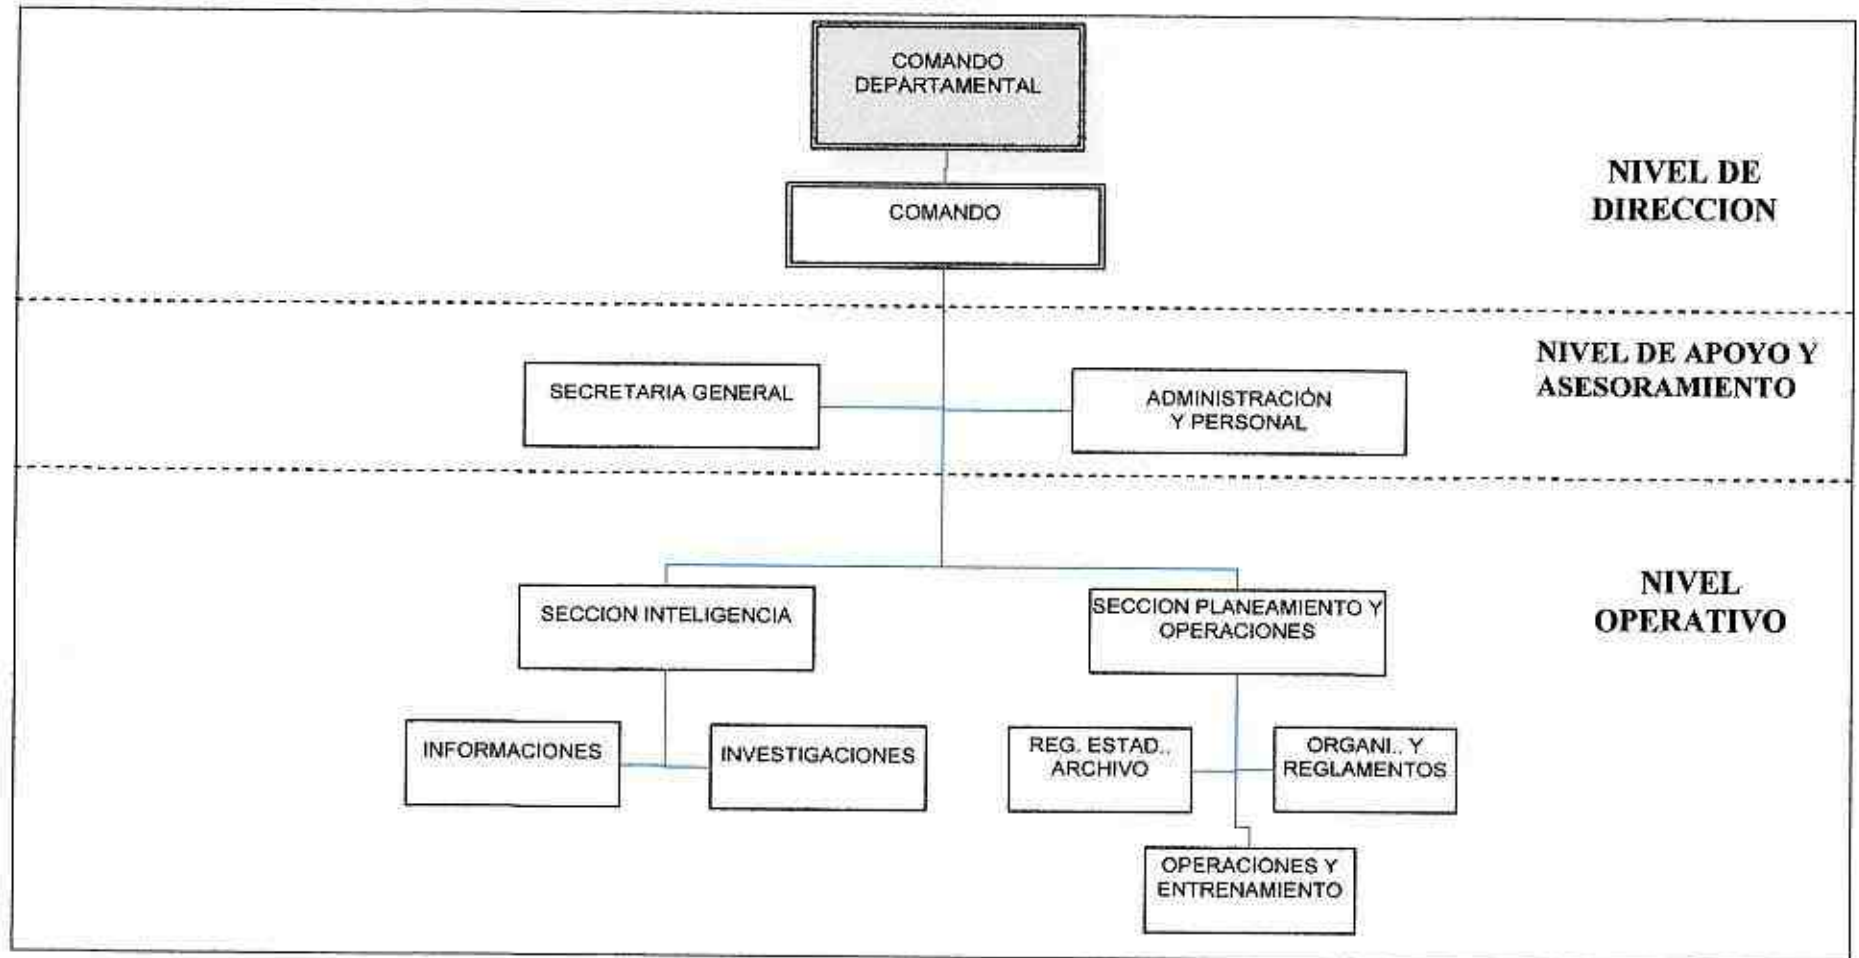 COMANDO
DEPARTAMENTAL
COMANDO
NIVEL DE
DIRECCION
SECRETARIA GENERAL
ADMINISTRACIÓN
Y PERSONAL
NIVEL DE APOYO Y
ASESORAMIENTO
SECCION INTELIGENCIA
SECCION PLANEAMIENTO Y
OPERACIONES
NIVEL
OPERATIVO
INFORMACIONES
INVESTIGACIONES
REG. ESTAD..
ARCHIVO
ORGANI.. Y
REGLAMENTOS
OPERACIONES Y
ENTRENAMIENTO